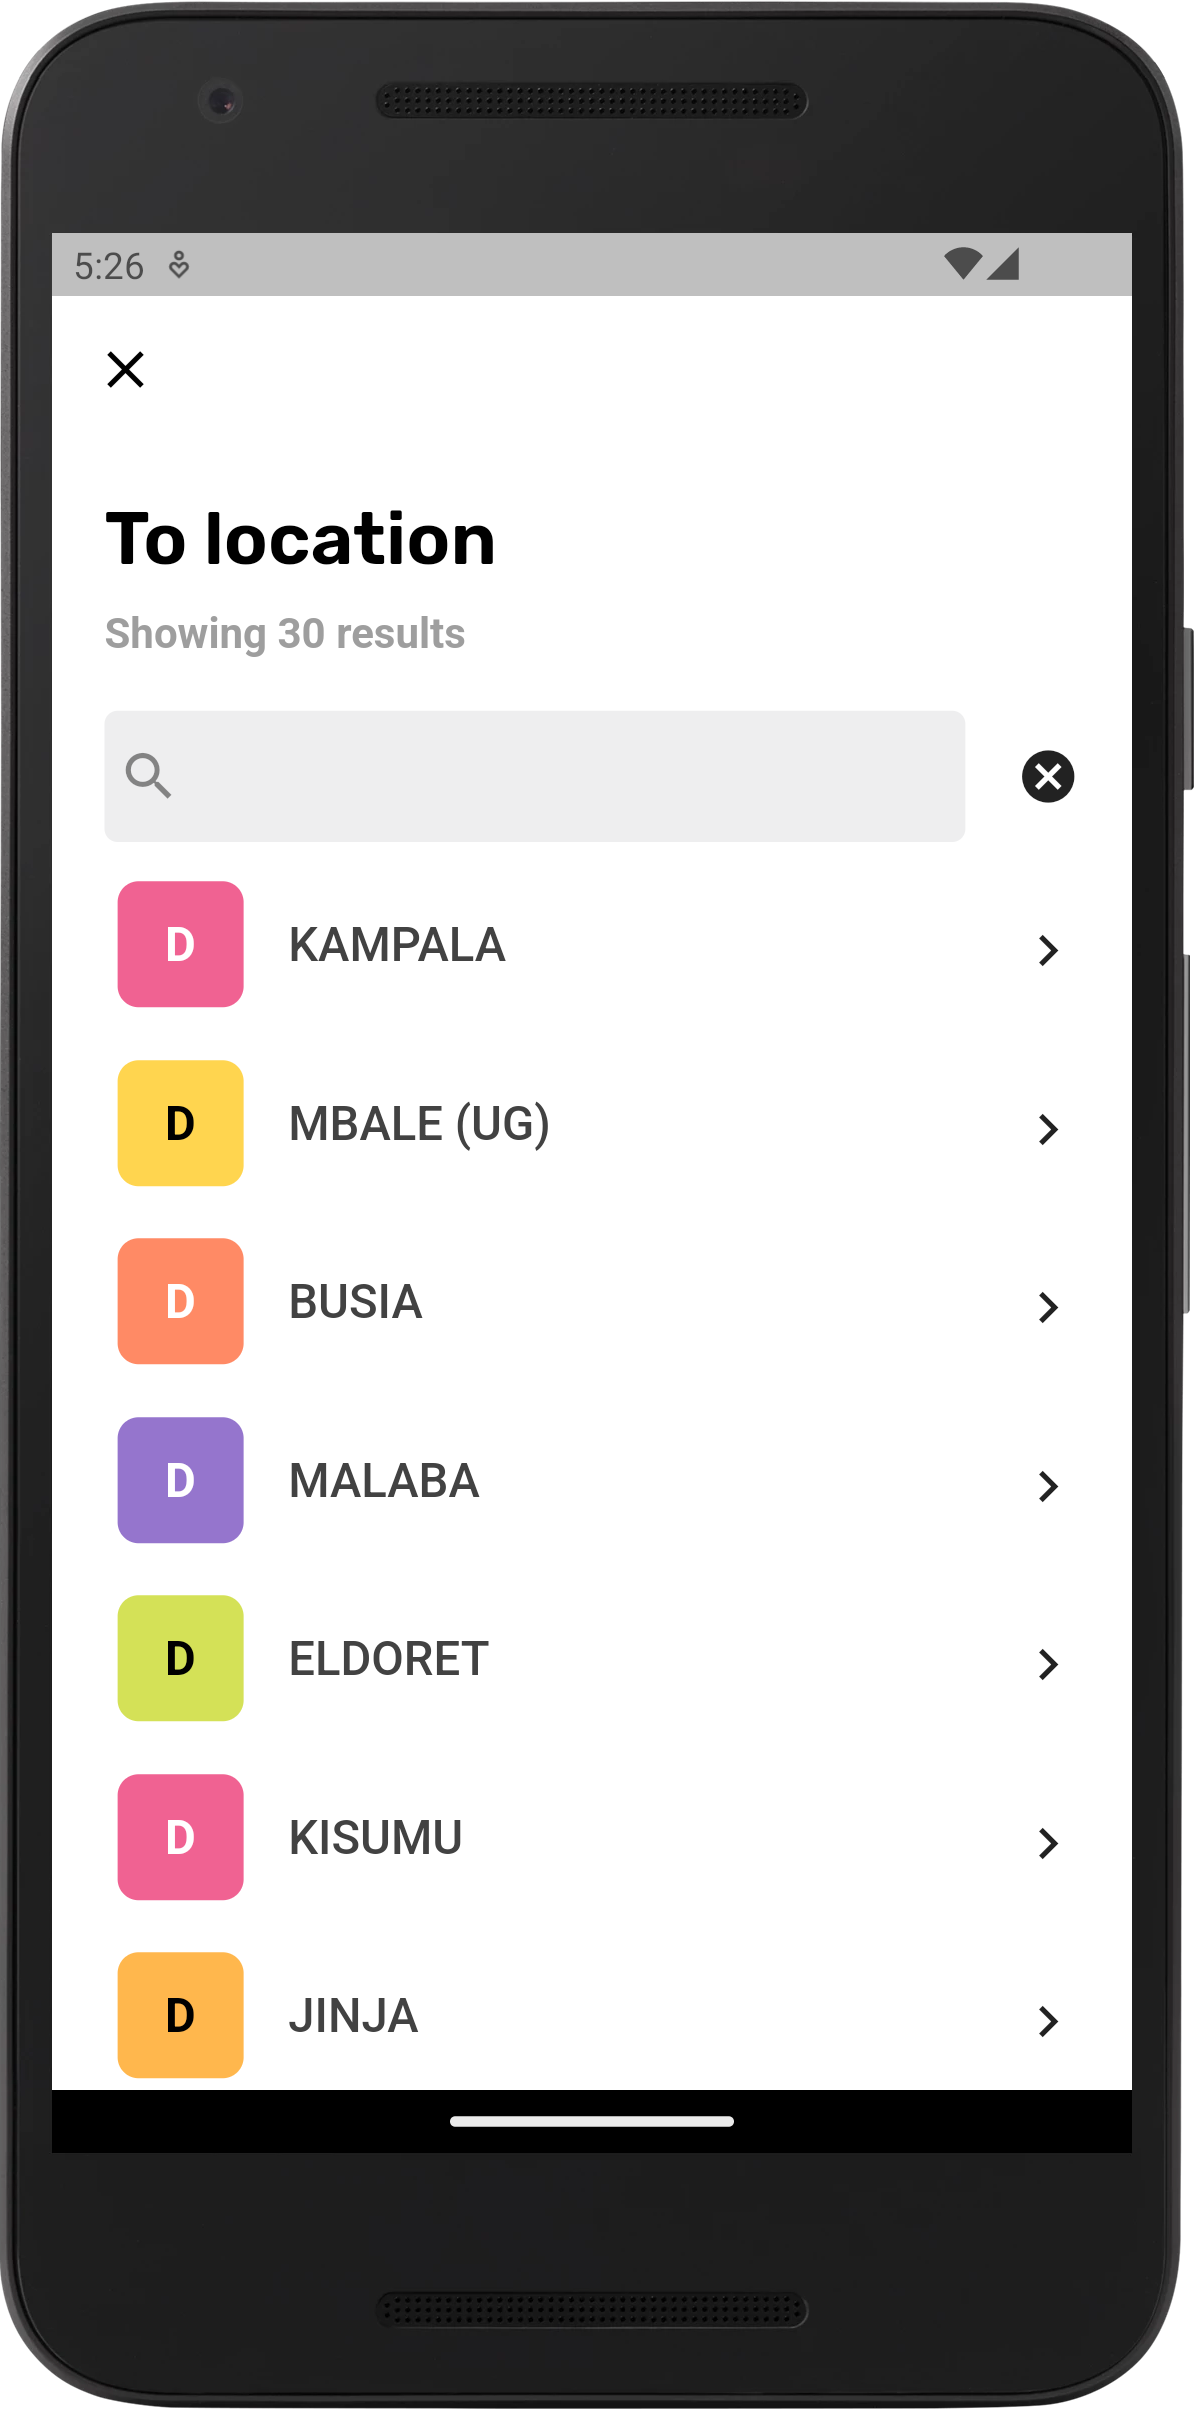 5:26
To location
Showing 30 results
D KAMPALA
D MBALE (UG)
D BUSIA
D MALABA
D ELDORET
D KISUMU
D JINJA